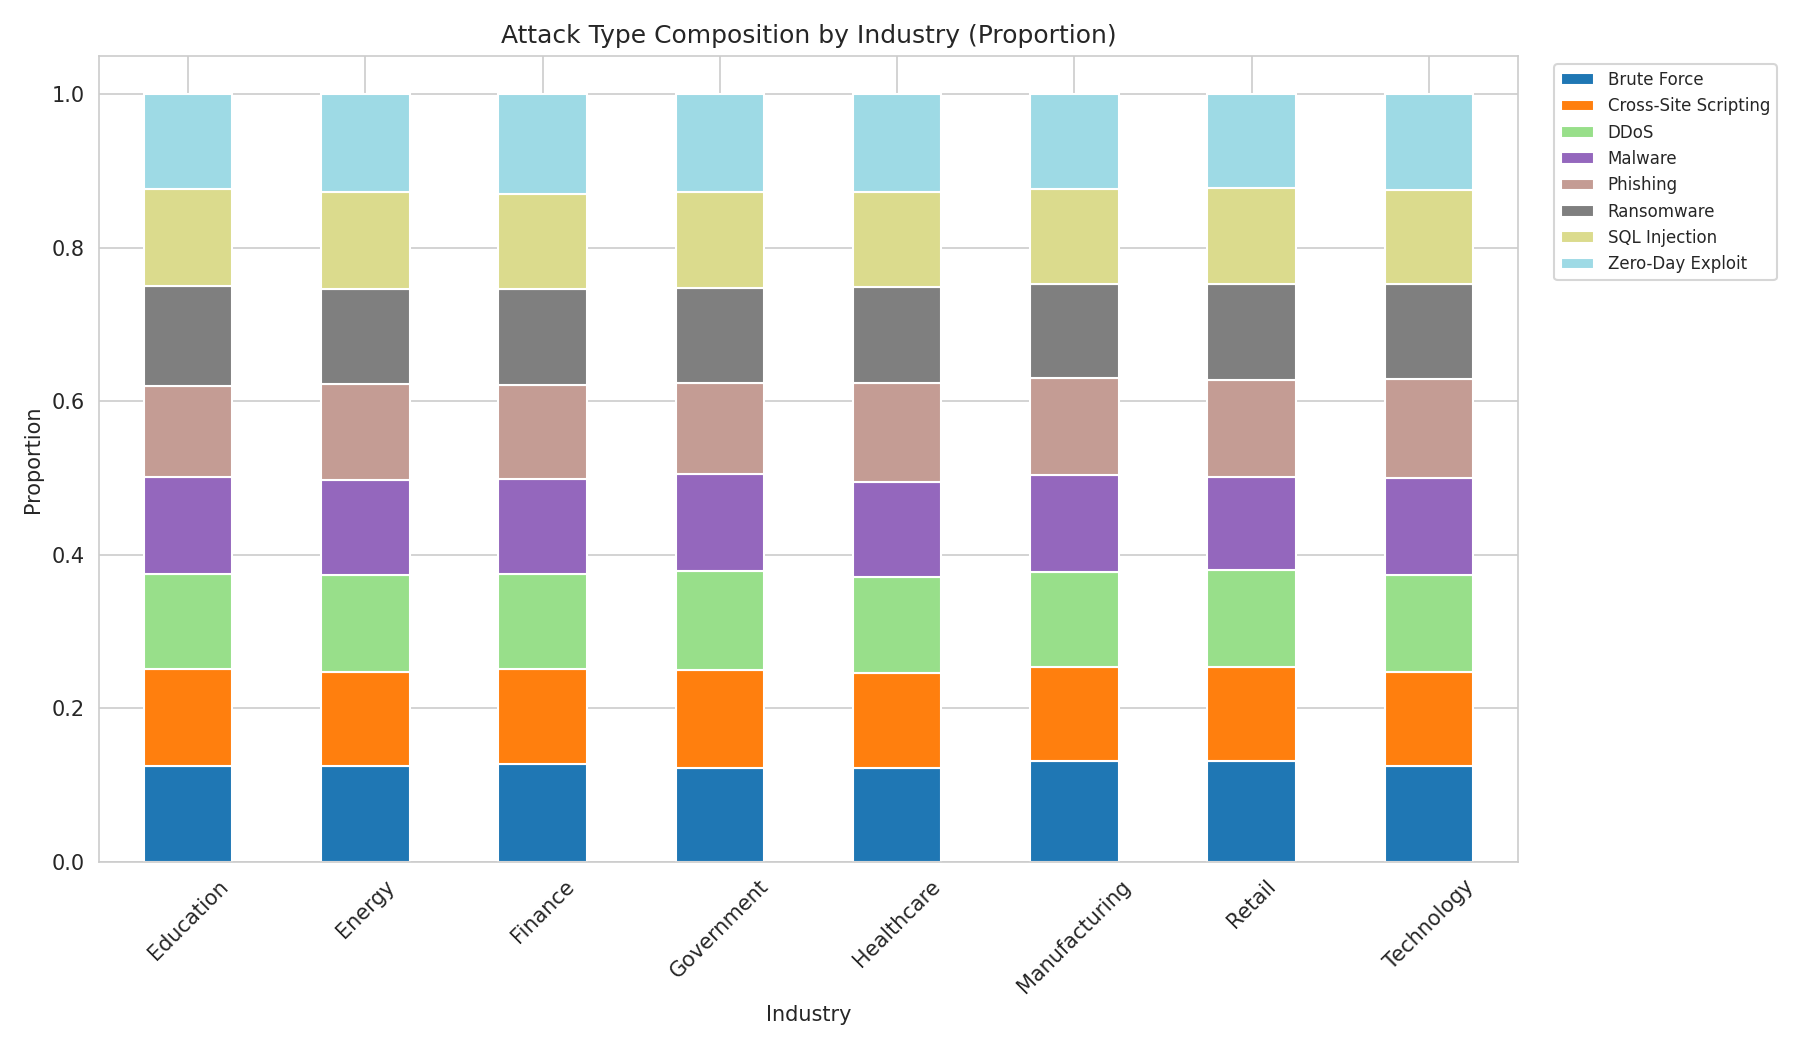 Attack Type Composition by Industry (Proportion)
Brute Force
Cross-Site Scripting
DDoS
Malware
Phishing
Ransomware
SQL Injection
Zero-Day Exploit
1.0
0.8
0.6
0.4
0.2
0.0
Proportion
Education
Energy
Finance
Government
Healthcare
Manufacturing
Retail
Technology
Industry